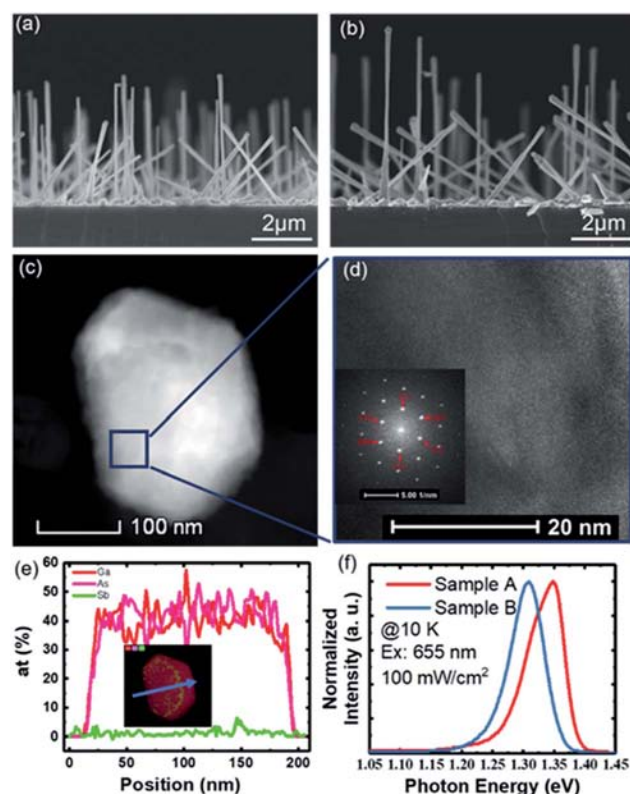 (a)
2μm
(b)
2μm
(c)
100 nm
(d)
5.00 1/nm
20 nm
(e)
Ga
As
Sb
60
50
40
30
20
10
0
at (%)
0 50 100 150 200
Position (nm)
(f)
Sample A
Sample B
@10 K
Ex: 655 nm
100 mW/cm²
Normalized
Intensity (a. u.)
1.05 1.10 1.15 1.20 1.25 1.30 1.35 1.40 1.45
Photon Energy (eV)